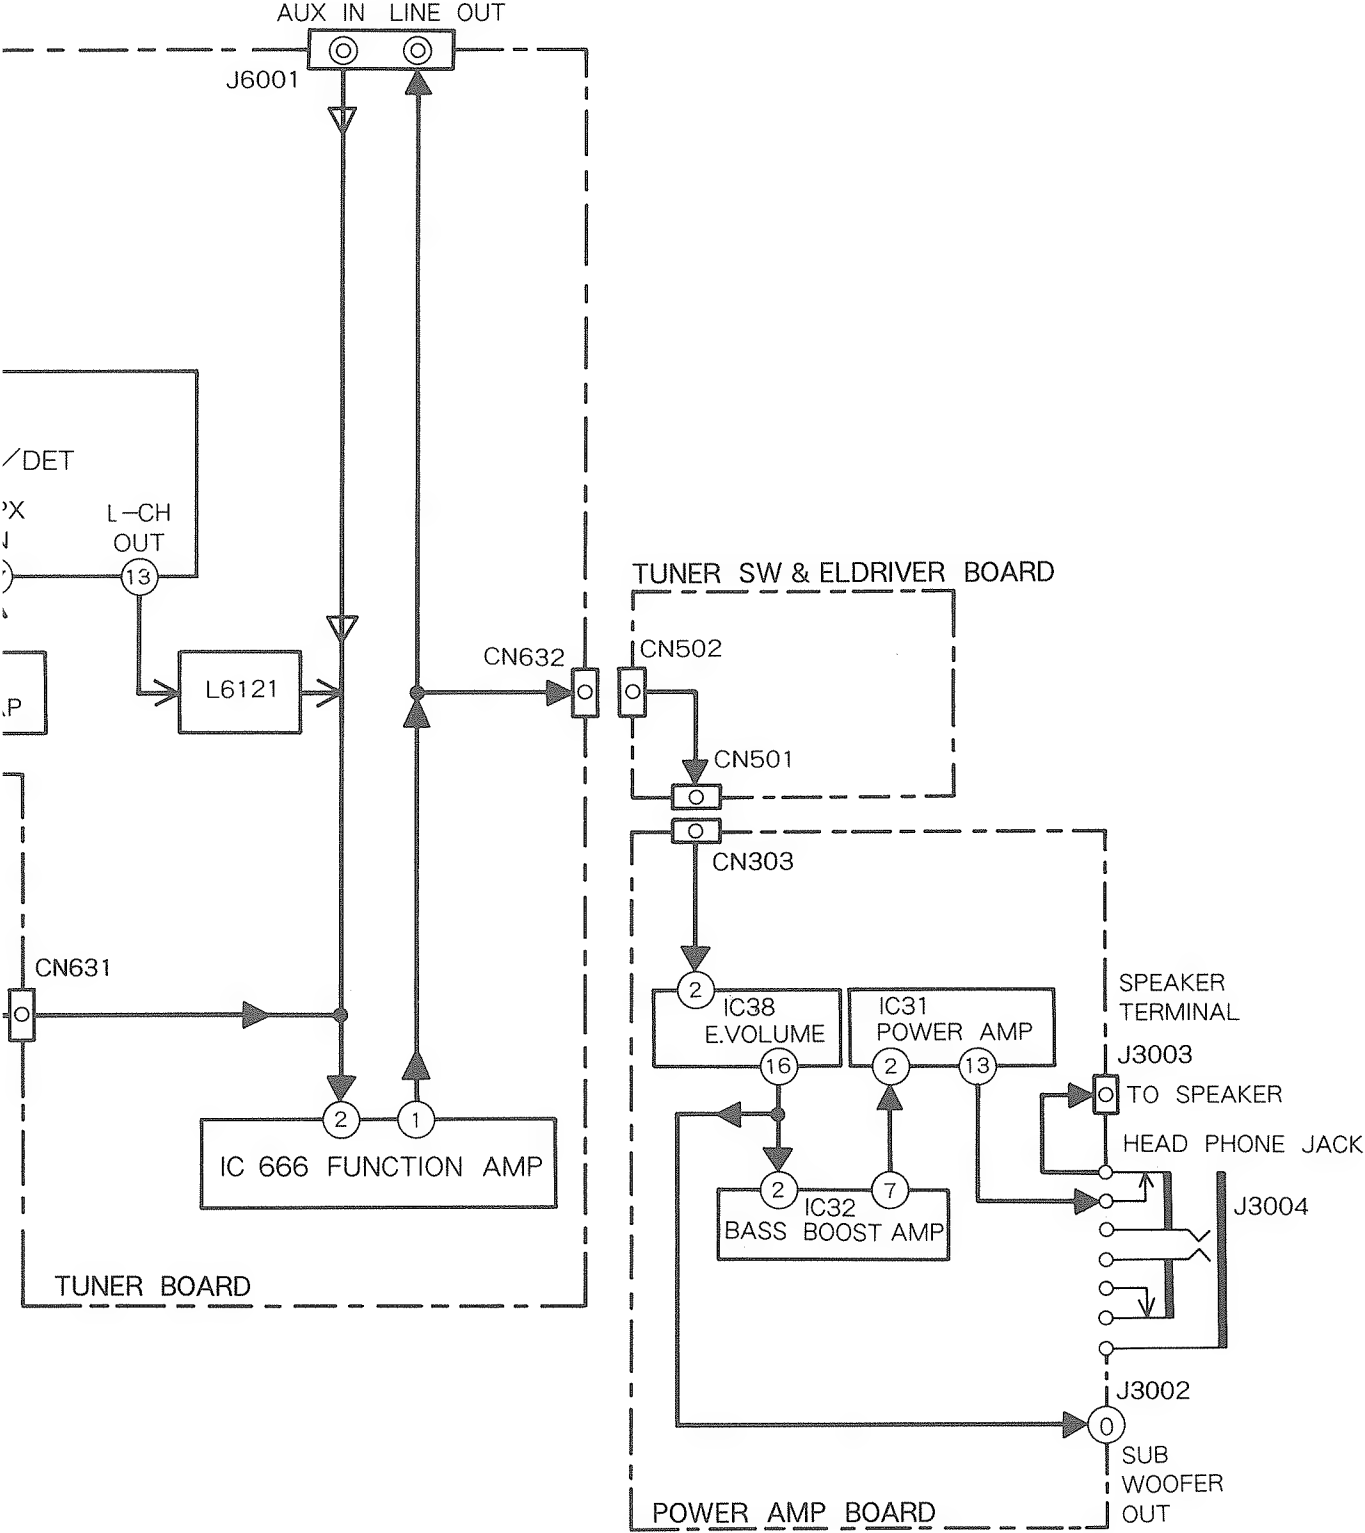 AUX IN LINE OUT
J6001
/DET
L-CH
OUT
13
L6121
CN632
TUNER SW & ELDRIVER BOARD
CN502
CN501
CN303
CN631
2
1
IC 666 FUNCTION AMP
TUNER BOARD
2
IC38
E.VOLUME
16
IC31
POWER AMP
2
13
SPEAKER
TERMINAL
J3003
TO SPEAKER
HEAD PHONE JACK
J3004
2
7
IC32
BASS BOOST AMP
J3002
0
SUB
WOOFER
OUT
POWER AMP BOARD